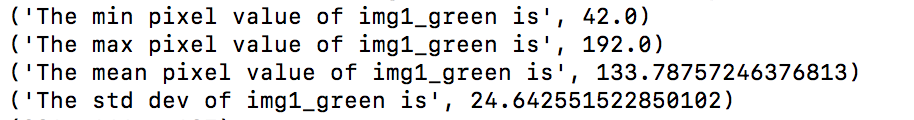 ('The min pixel value of img1_green is', 42.0)
('The max pixel value of img1_green is', 192.0)
('The mean pixel value of img1_green is', 133.78757246376813)
('The std dev of img1_green is', 24.642551522850102)